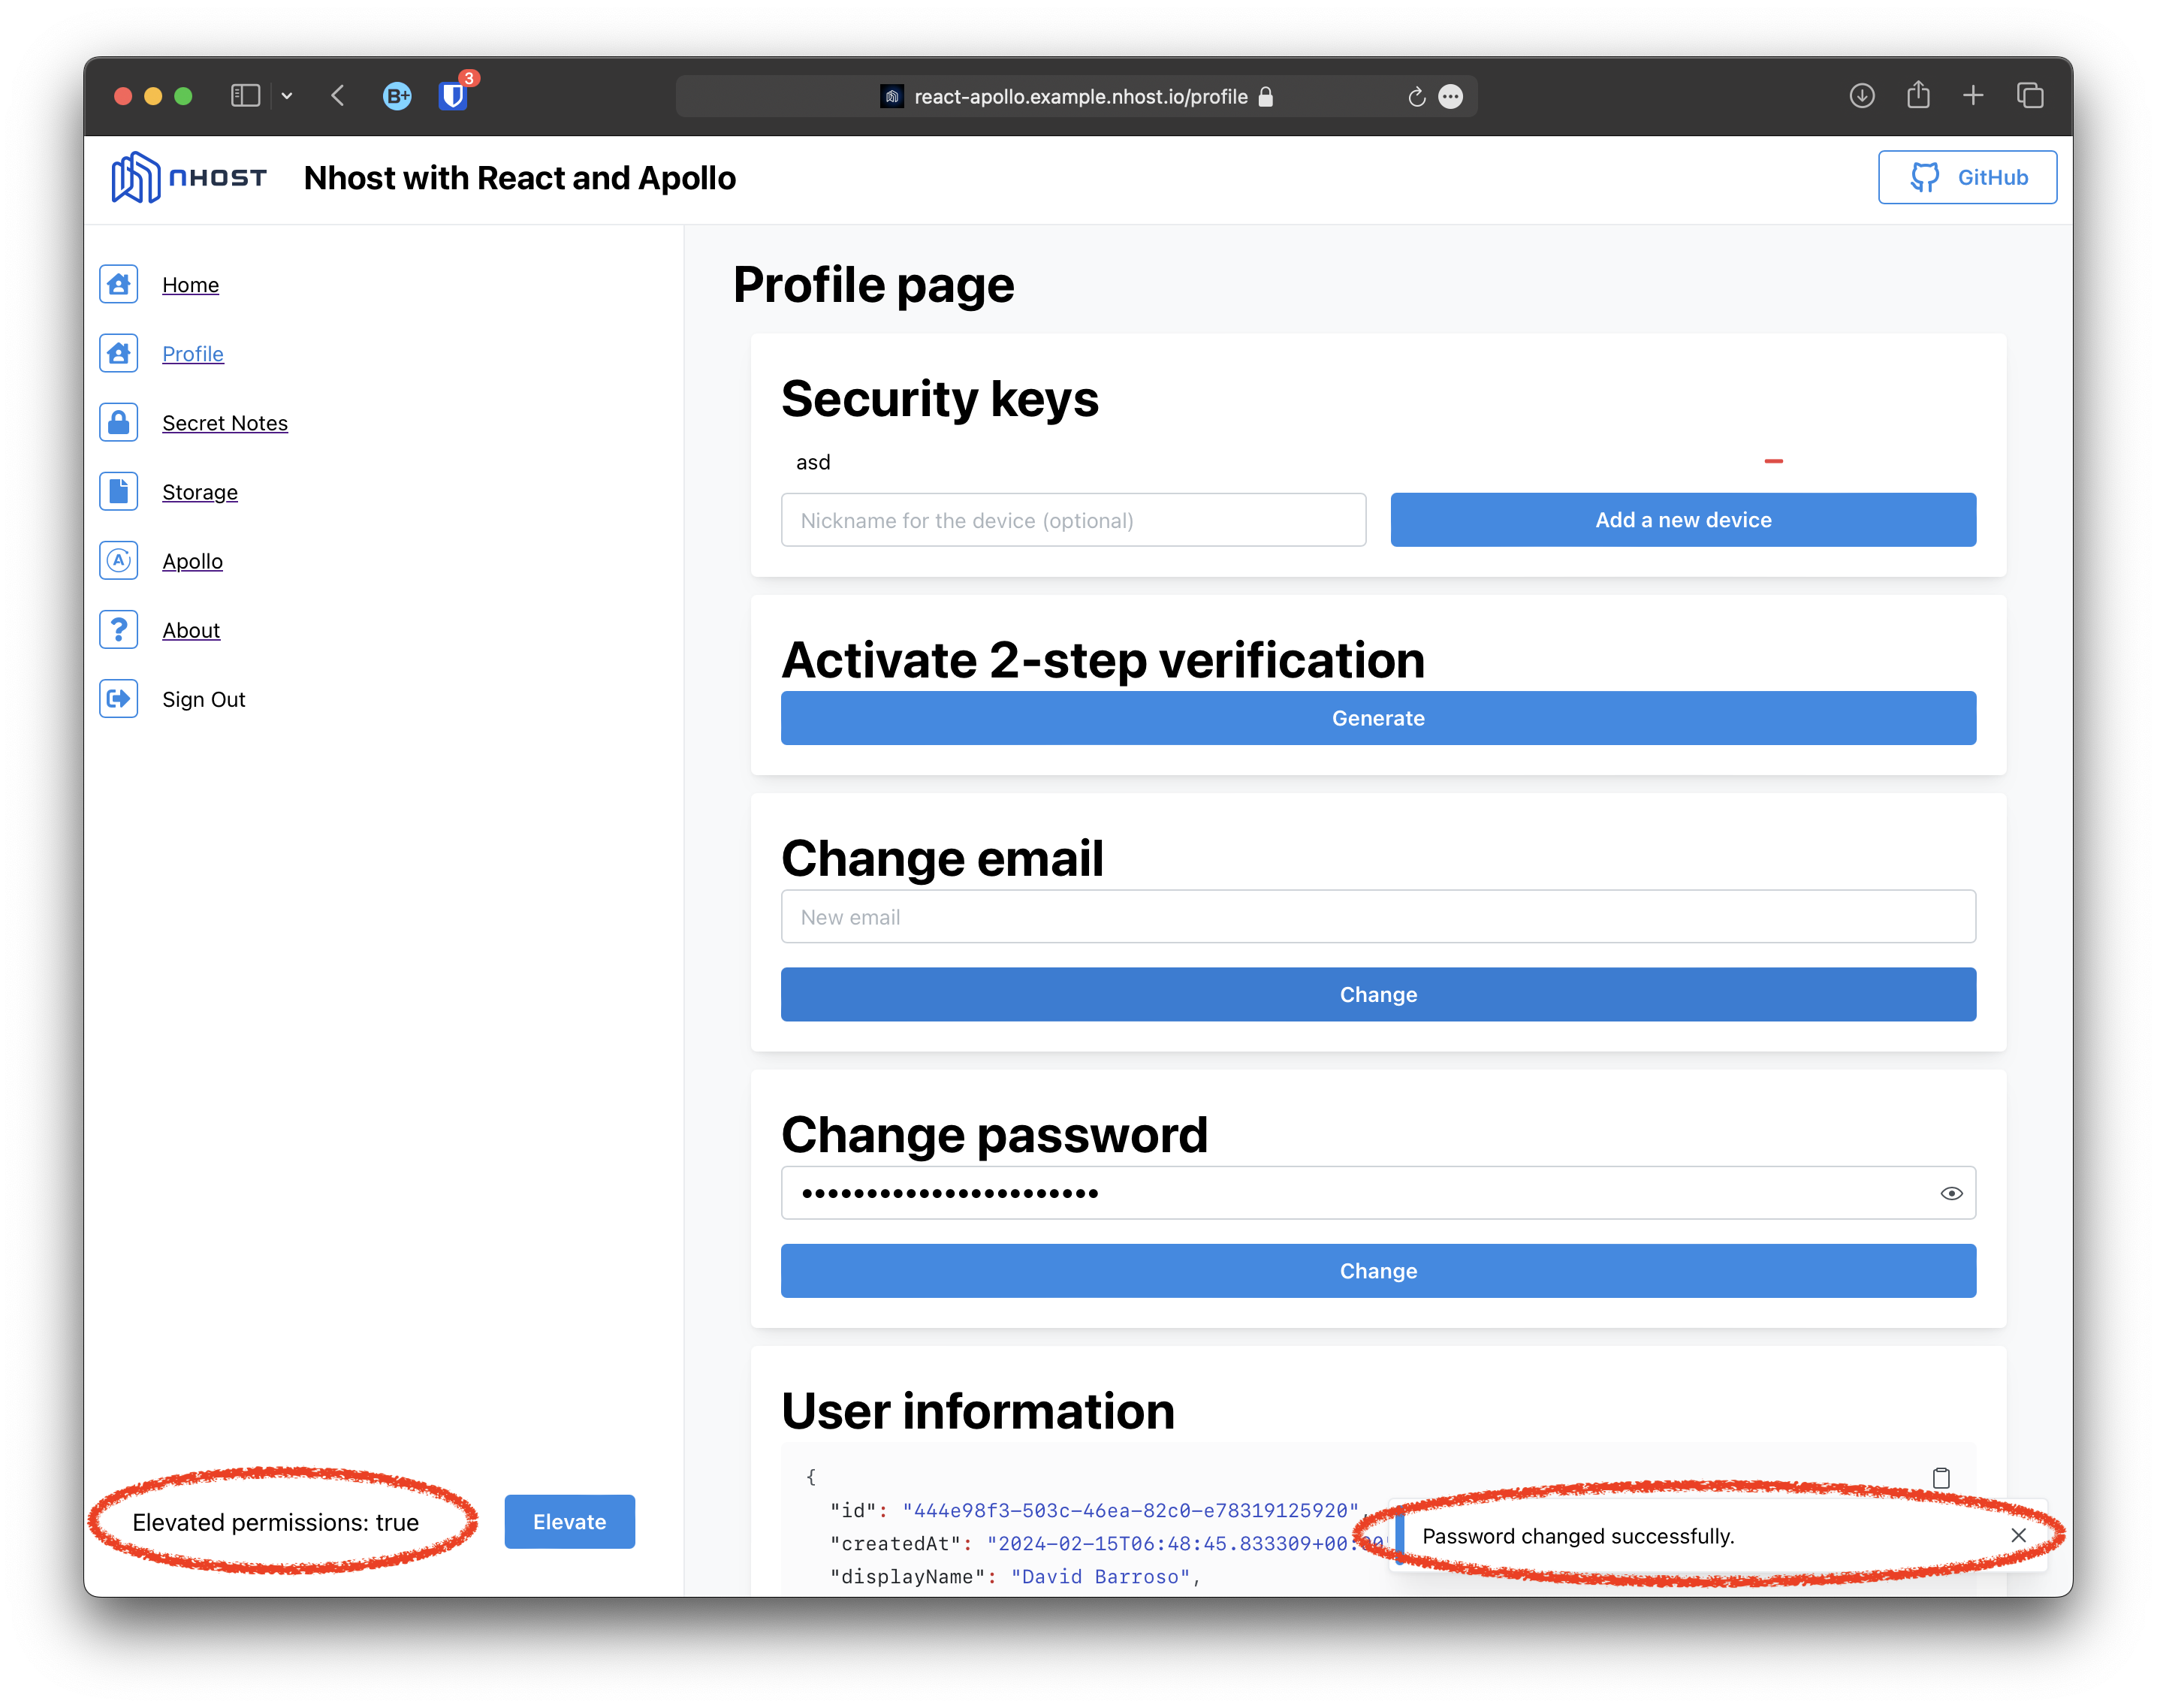 B+
3
react-apollo.example.nhost.io/profile
nHOST
Nhost with React and Apollo
GitHub
Home
Profile
Secret Notes
Storage
A
Apollo
?
About
Sign Out
Profile page
Security keys
asd
Nickname for the device (optional)
Add a new device
Activate 2-step verification
Generate
Change email
New email
Change
Change password
Change
User information
{
"id": "444e98f3-503c-46ea-82c0-e78319125920",
"createdAt": "2024-02-15T06:48:45.833309+00:00
"displayName": "David Barroso",
Elevated permissions: true
Elevate
Password changed successfully.